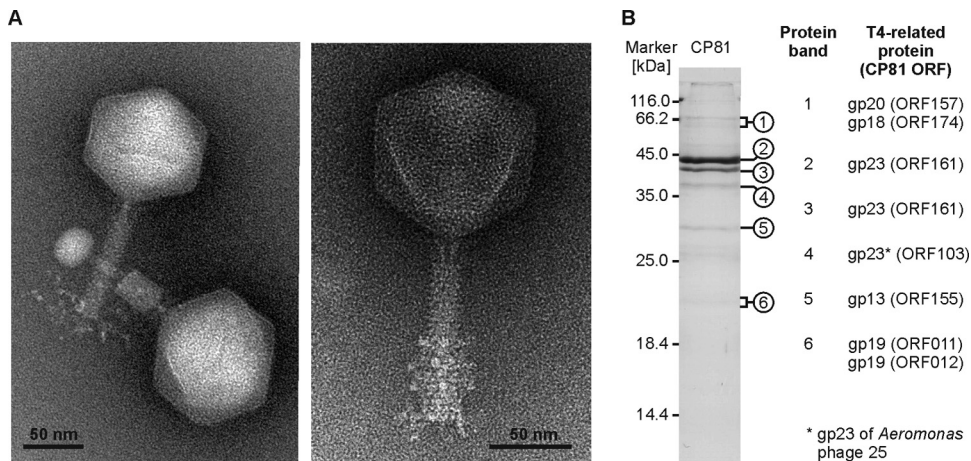 A
50 nm
50 nm
B
Marker
[kDa]
CP81
Protein
band
T4-related
protein
(CP81 ORF)
116.0
66.2
45.0
35.0
25.0
18.4
14.4
1
2
3
4
5
6
1 gp20 (ORF157)
gp18 (ORF174)
2 gp23 (ORF161)
3 gp23 (ORF161)
4 gp23* (ORF103)
5 gp13 (ORF155)
6 gp19 (ORF011)
gp19 (ORF012)
* gp23 of Aeromonas
phage 25